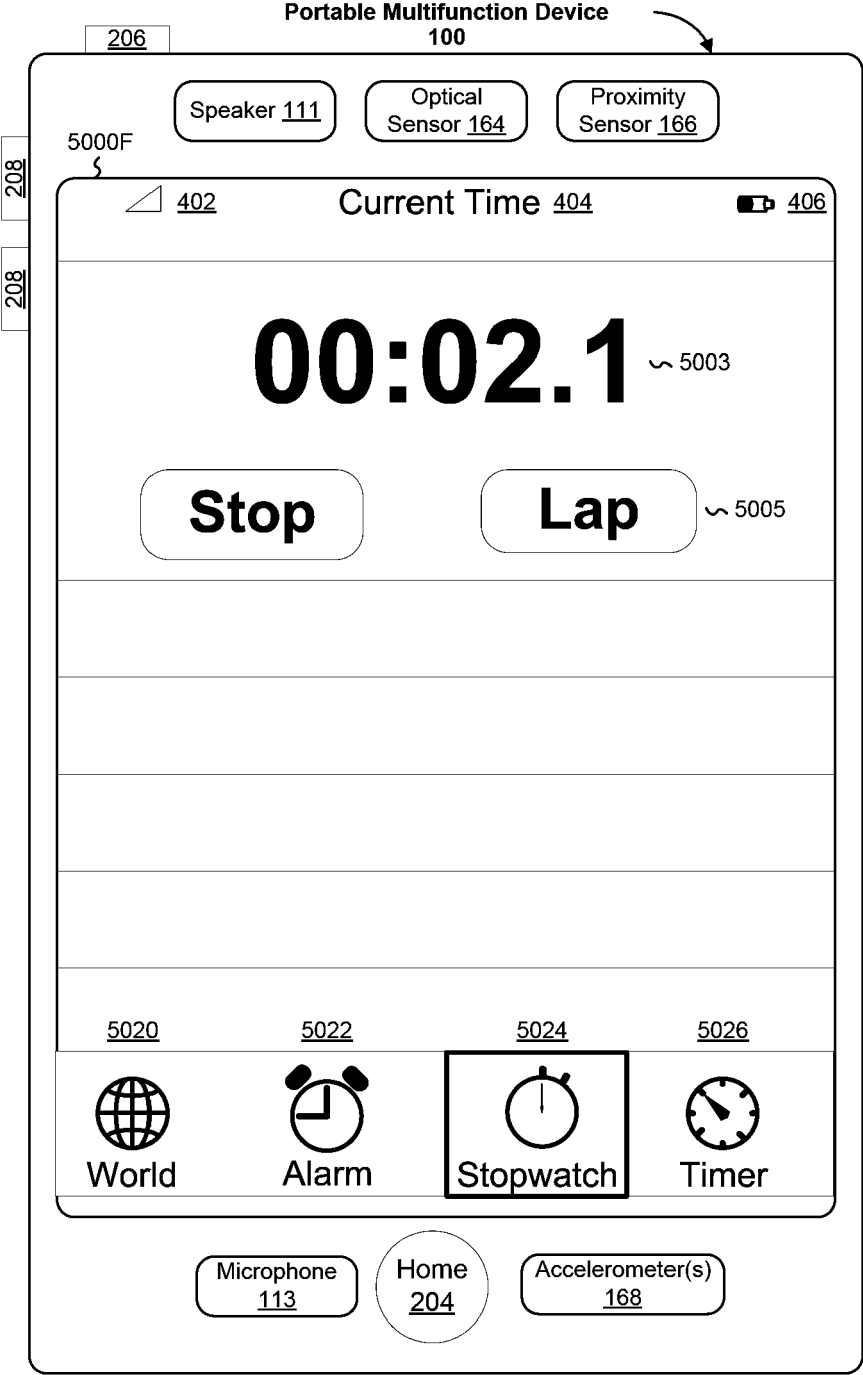 Portable Multifunction Device
100
206
Speaker 111
Optical
Sensor 164
Proximity
Sensor 166
5000F
208
208
402
Current Time 404
406
00:02.1
5003
Stop
Lap
5005
5020
5022
5024
5026
World
Alarm
Stopwatch
Timer
Microphone
113
Home
204
Accelerometer(s)
168